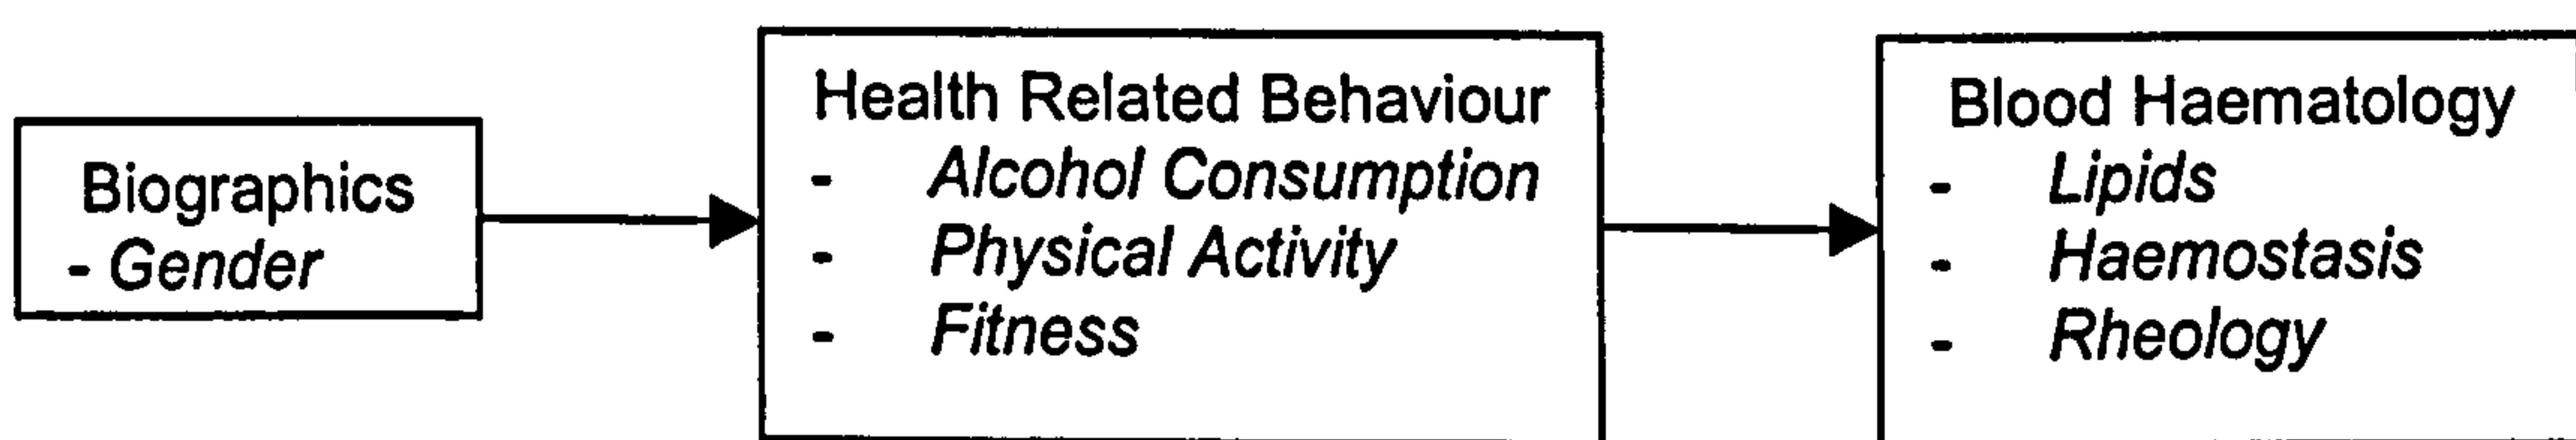 Biographics
- Gender
Health Related Behaviour
- Alcohol Consumption
- Physical Activity
- Fitness
Blood Haematology
- Lipids
- Haemostasis
- Rheology